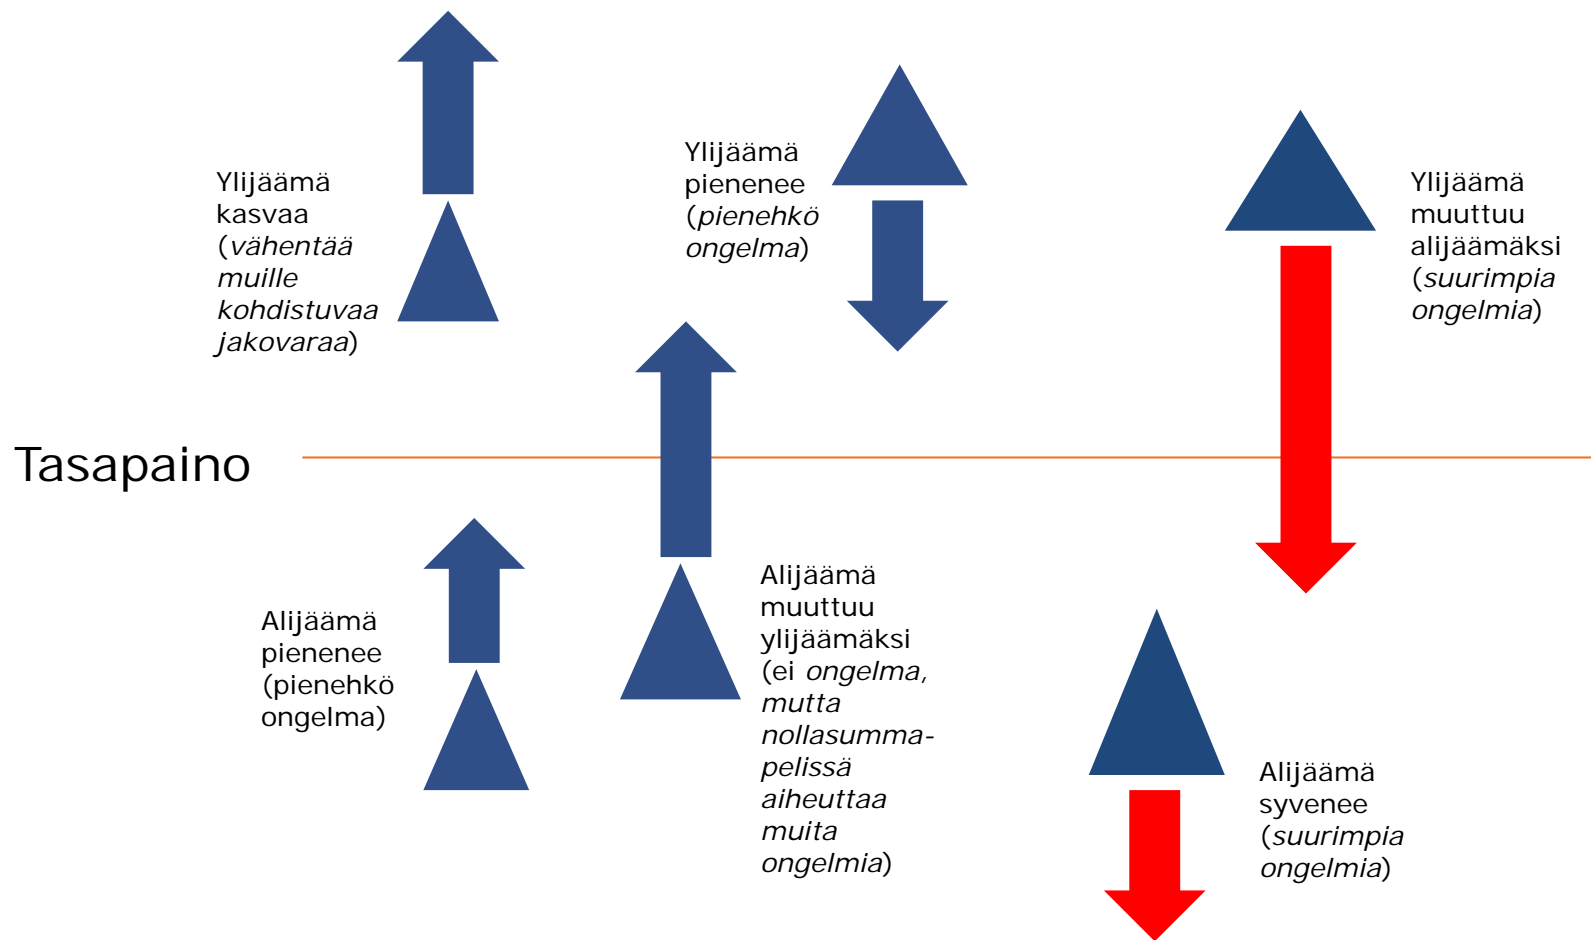 Ylijäämä
kasvaa
(vähentää
muille
kohdistuvaa
jakovaraa)
Ylijäämä
pienenee
(pienehkö
ongelma)
Ylijäämä
muuttuu
alijäämäksi
(suurimpia
ongelmia)
Tasapaino
Alijäämä
pienenee
(pienehkö
ongelma)
Alijäämä
muuttuu
ylijäämäksi
(ei ongelma,
mutta
nollasumma-
pelissä
aiheuttaa
muita
ongelmia)
Alijäämä
syvenee
(suurimpia
ongelmia)